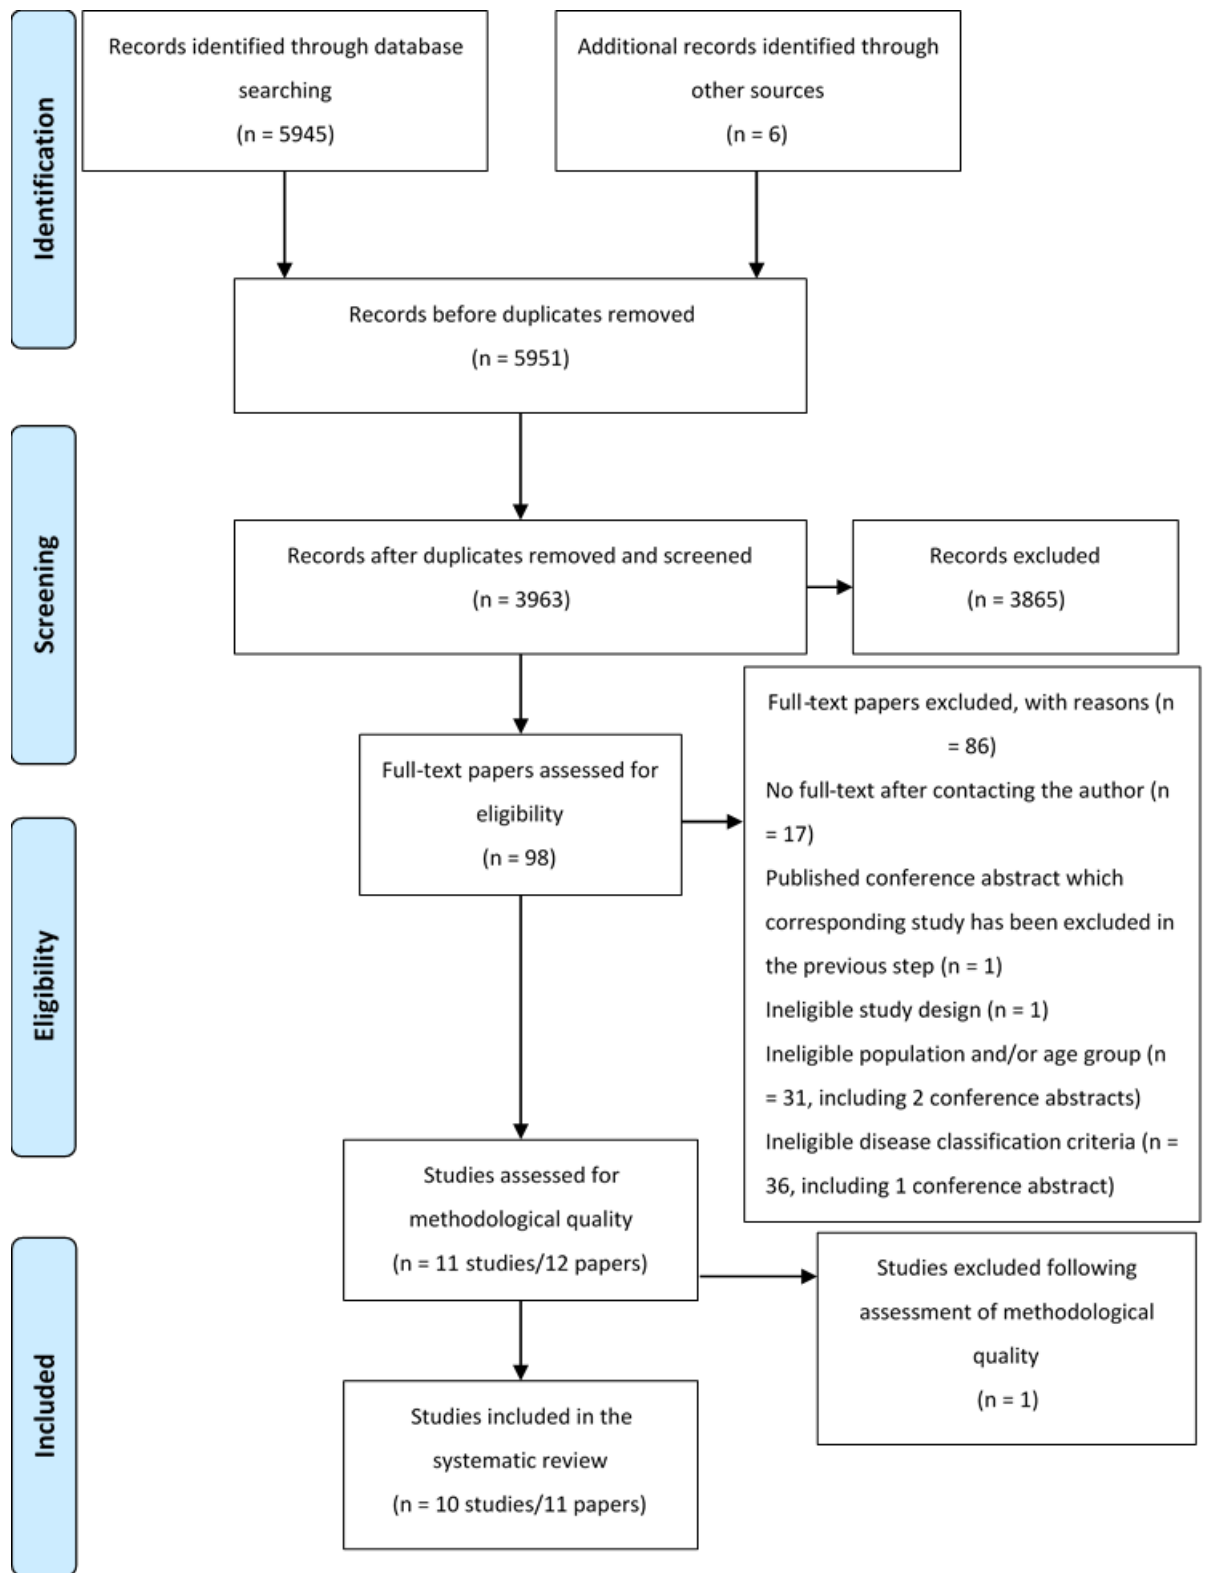 Identification
Records identified through database
searching
(n = 5945)
Additional records identified through
other sources
(n = 6)
Records before duplicates removed
(n = 5951)
Screening
Records after duplicates removed and screened
(n = 3963)
Records excluded
(n = 3865)
Full-text papers assessed for
eligibility
(n = 98)
Full-text papers excluded, with reasons (n
= 86)
No full-text after contacting the author (n
= 17)
Published conference abstract which
corresponding study has been excluded in
the previous step (n = 1)
Ineligible study design (n = 1)
Ineligible population and/or age group (n
= 31, including 2 conference abstracts)
Ineligible disease classification criteria (n =
36, including 1 conference abstract)
Eligibility
Studies assessed for
methodological quality
(n = 11 studies/12 papers)
Studies excluded following
assessment of methodological
quality
(n = 1)
Included
Studies included in the
systematic review
(n = 10 studies/11 papers)